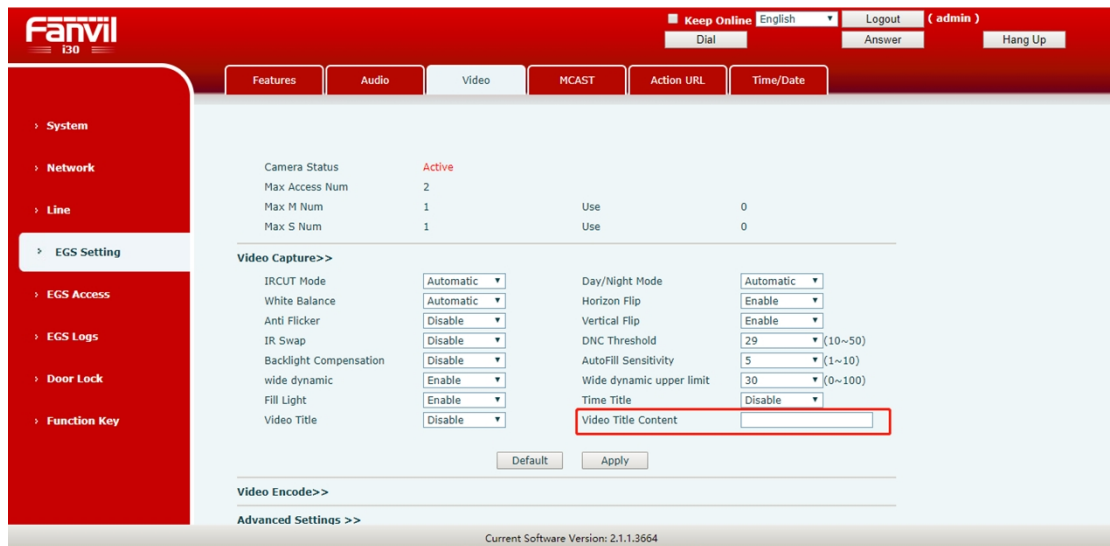 Fanvil
i30
Keep Online English Logout ( admin )
Dial Answer Hang Up
Features Audio Video MCAST Action URL Time/Date
› System
› Network
› Line
› EGS Setting
› EGS Access
› EGS Logs
› Door Lock
› Function Key
Camera Status Active
Max Access Num 2
Max M Num 1 Use 0
Max S Num 1 Use 0
Video Capture>>
IRCUT Mode Automatic Day/Night Mode Automatic
White Balance Automatic Horizon Flip Enable
Anti Flicker Disable Vertical Flip Enable
IR Swap Disable DNC Threshold 29 (10~50)
Backlight Compensation Disable AutoFill Sensitivity 5 (1~10)
wide dynamic Enable Wide dynamic upper limit 30 (0~100)
Fill Light Enable Time Title Disable
Video Title Disable Video Title Content
Default Apply
Video Encode>>
Advanced Settings >>
Current Software Version: 2.1.1.3664